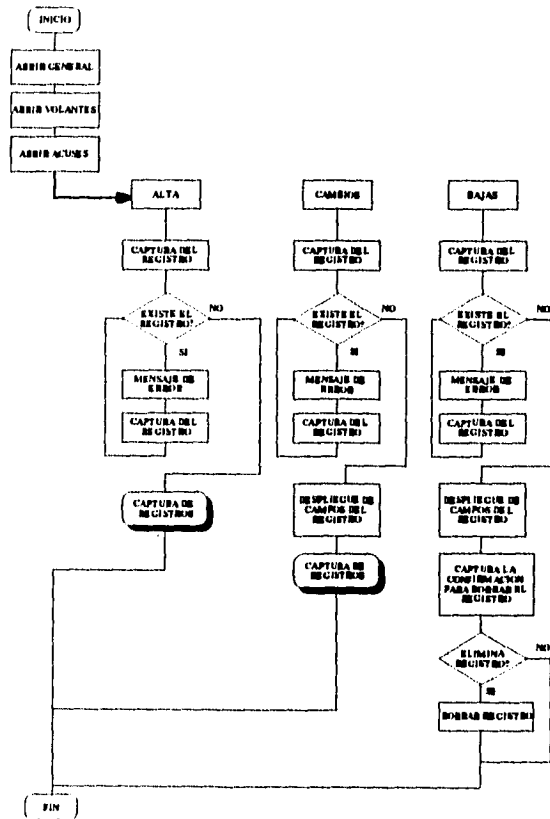 INICIO
ABRIR GENERAL
ABRIR VOLANTES
ABRIR ACUSES
ALTA
CAPTURA DEL
REGISTRO
EXISTE EL
REGISTRO?
NO
SI
MENSAJE DE
ERROR
CAPTURA DEL
REGISTRO
CAPTURA DE
REGISTROS
CAMBIOS
CAPTURA DEL
REGISTRO
EXISTE EL
REGISTRO?
NO
SI
MENSAJE DE
ERROR
CAPTURA DEL
REGISTRO
DESPLIEGUE DE
CAMPOS DEL
REGISTRO
CAPTURA DE
REGISTROS
BAJAS
CAPTURA DEL
REGISTRO
EXISTE EL
REGISTRO?
NO
SI
MENSAJE DE
ERROR
CAPTURA DEL
REGISTRO
DESPLIEGUE DE
CAMPOS DEL
REGISTRO
CAPTURA LA
CONFIRMACION
PARA BORRAR EL
REGISTRO
ELIMINA
REGISTRO?
NO
SI
BORRAR REGISTRO
FIN